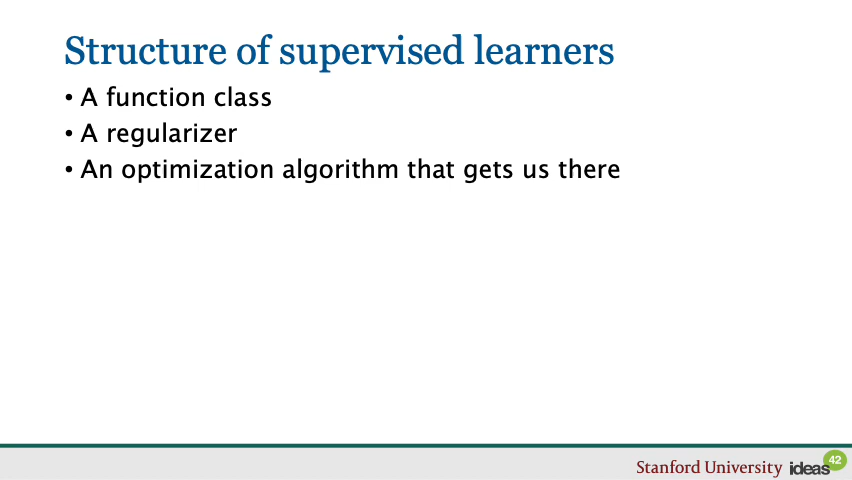 Structure of supervised learners
• A function class
• A regularizer
• An optimization algorithm that gets us there
Stanford University ideas 42